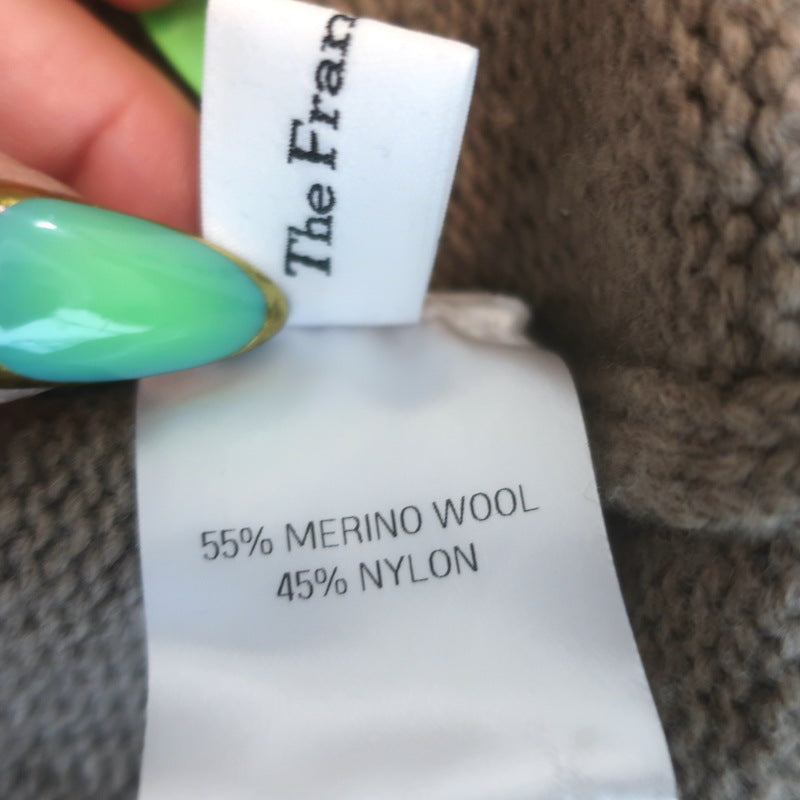 The Fran
55% MERINO WOOL
45% NYLON